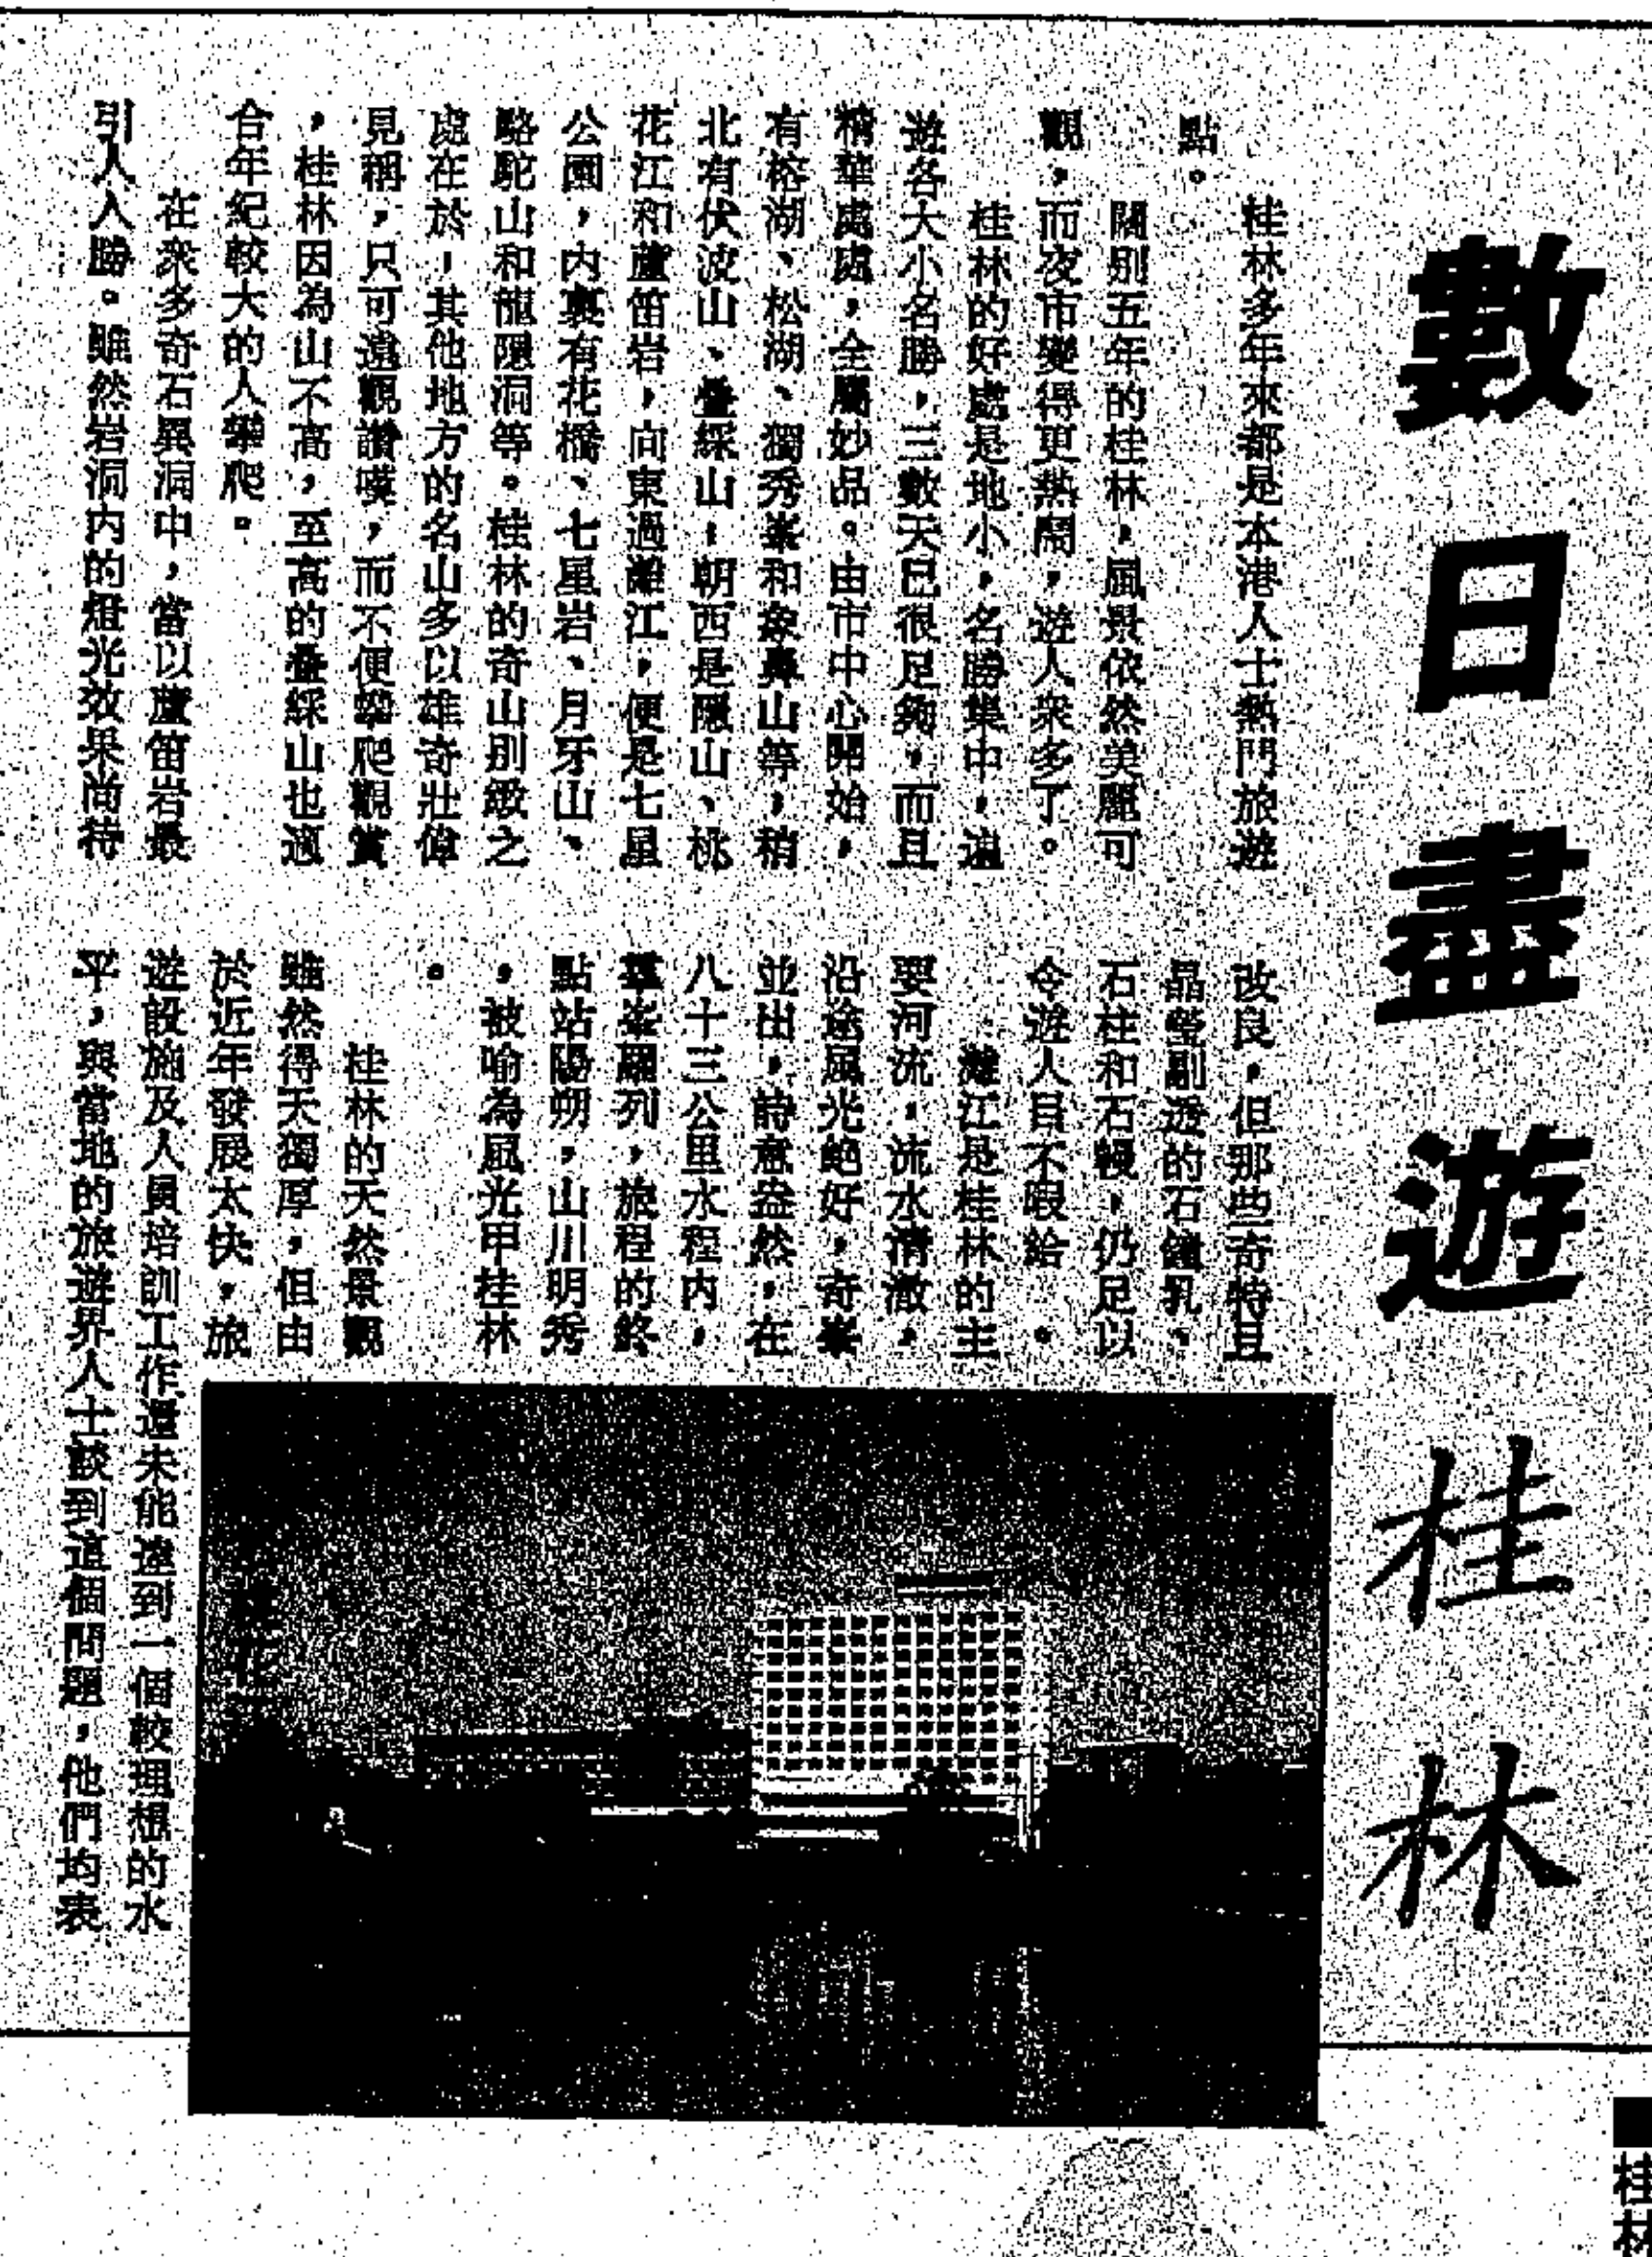 數日盡遊桂林
桂林多年來都是本港人士熱門旅遊
點。
闊別五年的桂林，風景依然美麗可
觀，而夜市變得更熱鬧，遊人衆多了。
桂林的好處是地小，名勝集中，遍
遊各大小名勝，三數天已很足夠，而且
精華處處，全屬妙品。由市中心開始，
有榕湖、松湖、獨秀峯和象鼻山等，稍
北有伏波山、疊綵山，朝西是隱山、桃
花江和蘆笛岩，向東過灕江，便是七星
公園，內裏有花橋、七星岩、月牙山、
駱駝山和龍隱洞等。桂林的奇山別緻之
處在於，其他地方的名山多以雄奇壯偉
見稱，只可遠觀讚嘆，而不便攀爬觀賞
，桂林因為山不高，至高的疊綵山也適
合年紀較大的人攀爬。
在衆多奇石異洞中，當以蘆笛岩最
引人入勝。雖然岩洞內的燈光效果尚待
改良，但那些奇特且
晶瑩剔透的石鐘乳、
石柱和石幔，仍足以
令遊人目不暇給。
灕江是桂林的主
要河流，流水清澈，
沿途風光絕好，奇峯
並出，詩意盎然，在
八十三公里水程內，
羣峯羅列，旅程的終
點站陽朔，山川明秀
，被喻為風光甲桂林
。
桂林的天然景觀
雖然得天獨厚，但由
於近年發展太快，旅
遊設施及人員培訓工作還未能達到一個較理想的水
平，與當地的旅遊界人士談到這個問題，他們均表
桂林